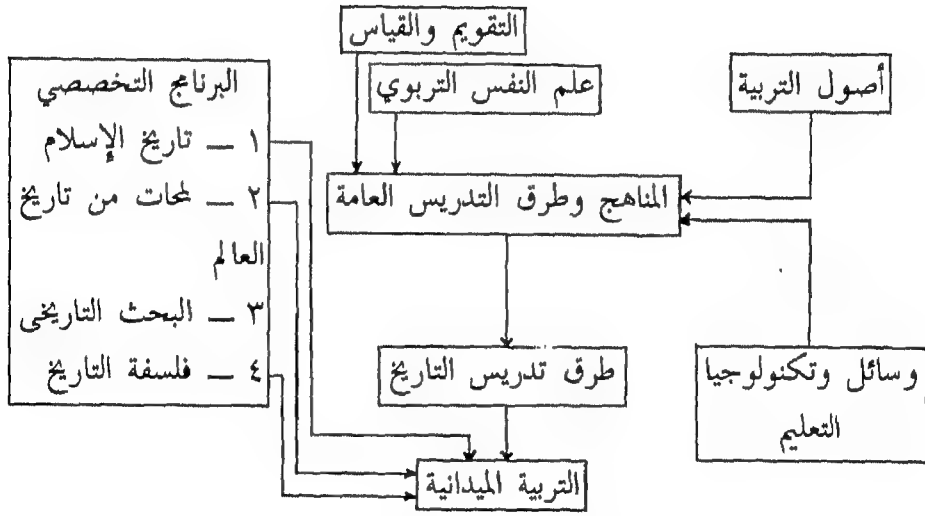 التقويم والقياس
علم النفس التربوي
أصول التربية
المناهج وطرق التدريس العامة
وسائل وتكنولوجيا
التعليم
طرق تدريس التاريخ
التربية الميدانية
البرنامج التخصصي
١ — تاريخ الإسلام
٢ — لمحات من تاريخ
العالم
٣ — البحث التاريخى
٤ — فلسفة التاريخ